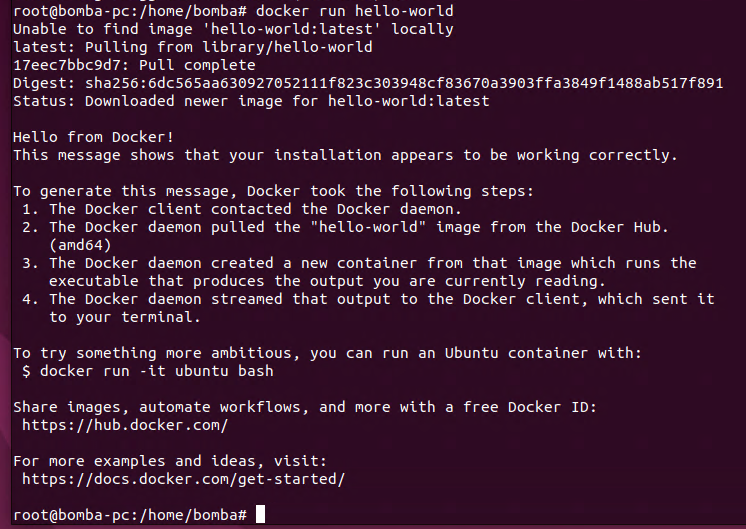 root@bomba-pc:/home/bomba# docker run hello-world
Unable to find image 'hello-world:latest' locally
latest: Pulling from library/hello-world
17eec7bbc9d7: Pull complete
Digest: sha256:6dc565aa630927052111f823c303948cf83670a3903ffa3849f1488ab517f891
Status: Downloaded newer image for hello-world:latest

Hello from Docker!
This message shows that your installation appears to be working correctly.

To generate this message, Docker took the following steps:
 1. The Docker client contacted the Docker daemon.
 2. The Docker daemon pulled the "hello-world" image from the Docker Hub.
    (amd64)
 3. The Docker daemon created a new container from that image which runs the
    executable that produces the output you are currently reading.
 4. The Docker daemon streamed that output to the Docker client, which sent it
    to your terminal.

To try something more ambitious, you can run an Ubuntu container with:
 $ docker run -it ubuntu bash

Share images, automate workflows, and more with a free Docker ID:
 https://hub.docker.com/

For more examples and ideas, visit:
 https://docs.docker.com/get-started/

root@bomba-pc:/home/bomba#